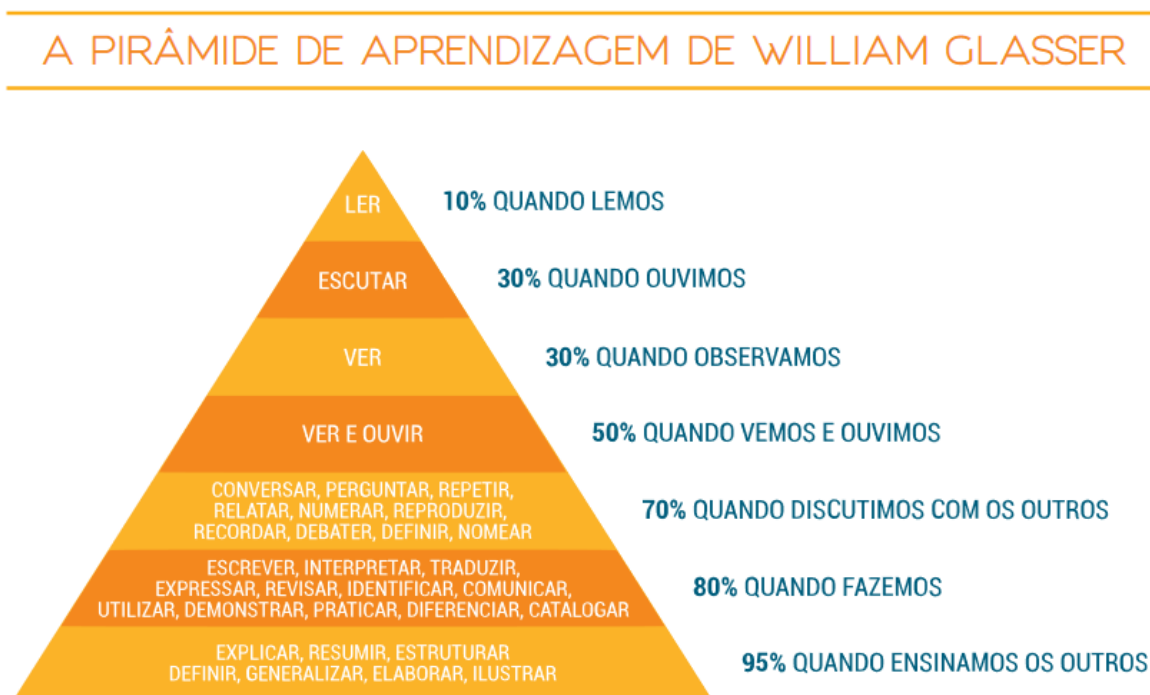 A PIRÂMIDE DE APRENDIZAGEM DE WILLIAM GLASSER
LER
10% QUANDO LEMOS
ESCUTAR
30% QUANDO OUVIMOS
VER
30% QUANDO OBSERVAMOS
VER E OUVIR
50% QUANDO VEMOS E OUVIMOS
CONVERSAR, PERGUNTAR, REPETIR,
RELATAR, NUMERAR, REPRODUZIR,
RECORDAR, DEBATER, DEFINIR, NOMEAR
70% QUANDO DISCUTIMOS COM OS OUTROS
ESCREVER, INTERPRETAR, TRADUZIR,
EXPRESSAR, REVISAR, IDENTIFICAR, COMUNICAR,
UTILIZAR, DEMONSTRAR, PRATICAR, DIFERENCIAR, CATALOGAR
80% QUANDO FAZEMOS
EXPLICAR, RESUMIR, ESTRUTURAR
DEFINIR, GENERALIZAR, ELABORAR, ILUSTRAR
95% QUANDO ENSINAMOS OS OUTROS